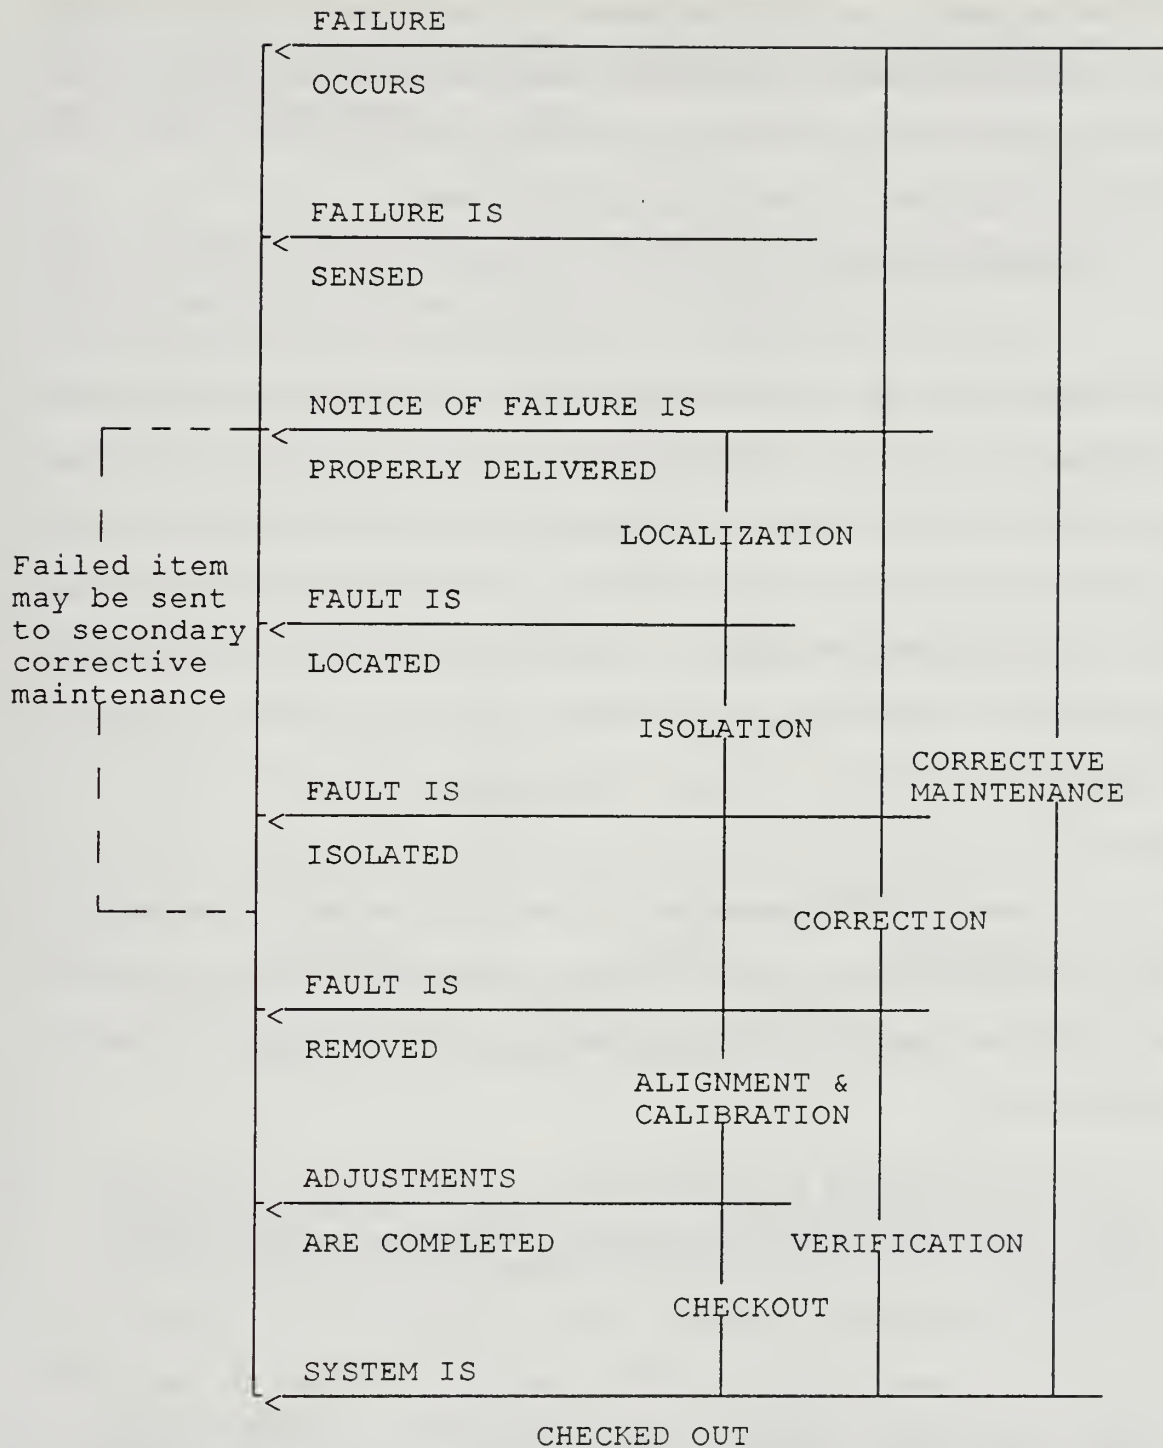 FAILURE
OCCURS
FAILURE IS
SENSED
NOTICE OF FAILURE IS
PROPERLY DELIVERED
LOCALIZATION
Failed item
may be sent
to secondary
corrective
maintenance
FAULT IS
LOCATED
ISOLATION
CORRECTIVE
MAINTENANCE
FAULT IS
ISOLATED
CORRECTION
FAULT IS
REMOVED
ALIGNMENT &
CALIBRATION
ADJUSTMENTS
ARE COMPLETED
VERIFICATION
CHECKOUT
SYSTEM IS
CHECKED OUT